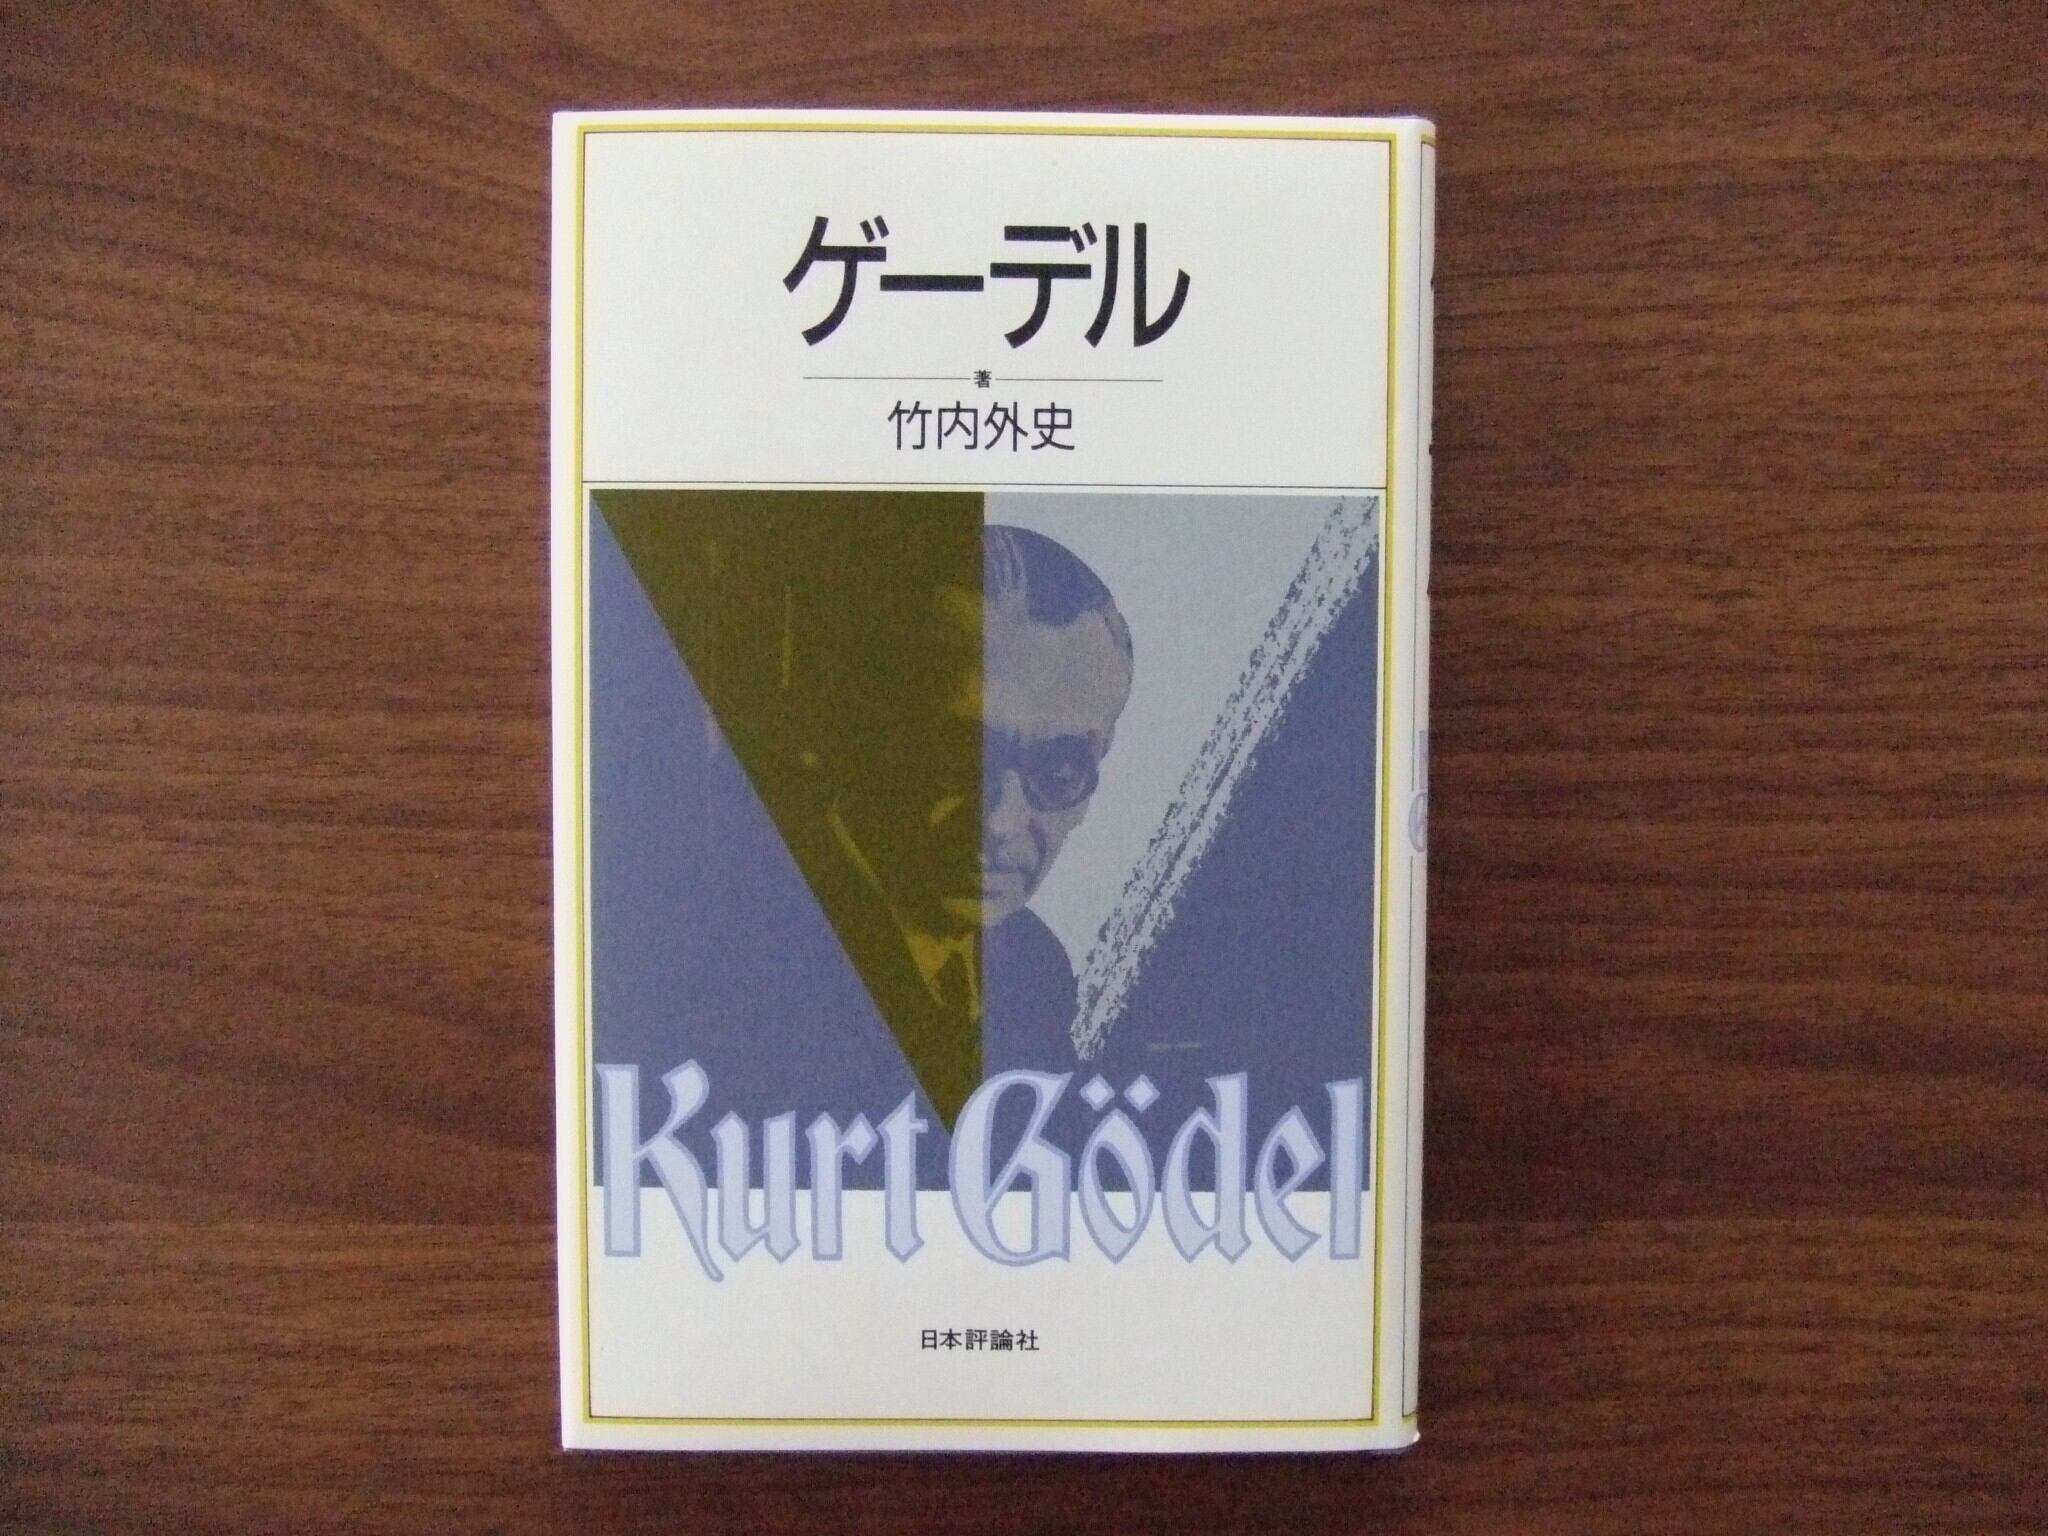 ゲーデル
著
竹内外史
Kurt Gödel
日本評論社